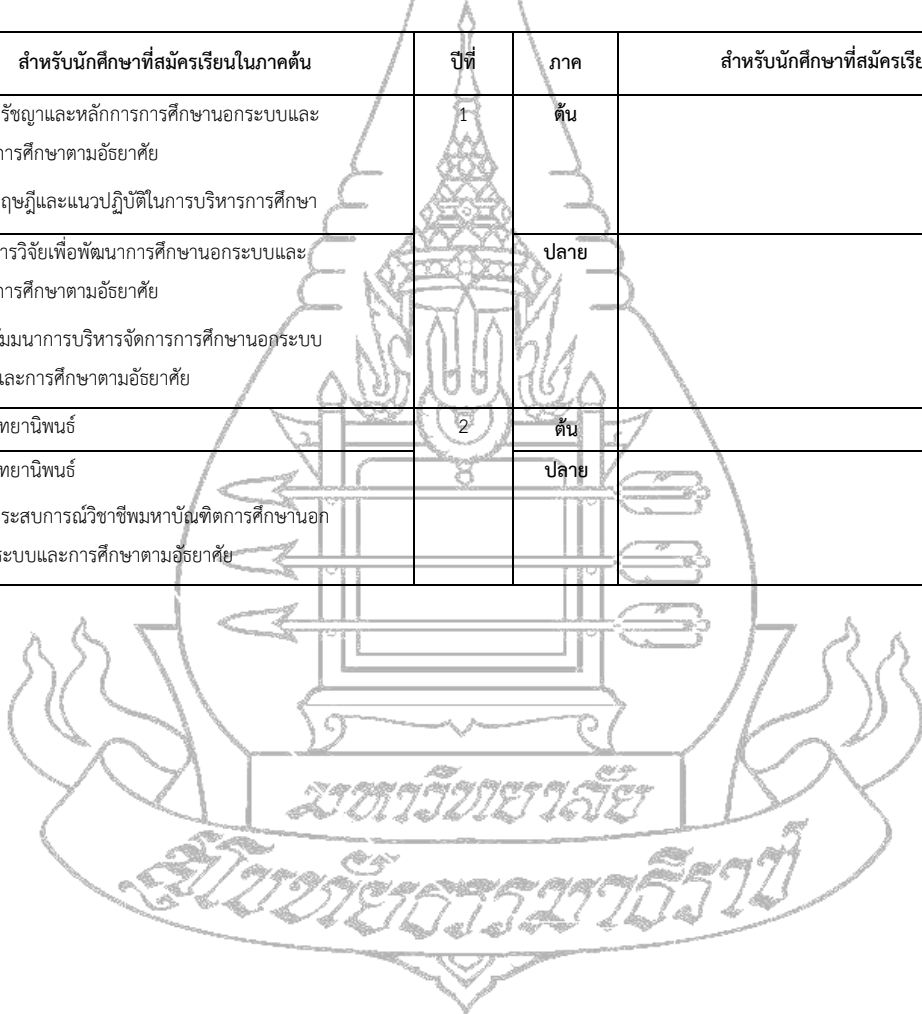 สำหรับนักศึกษาที่สมัครเรียนในภาคต้น ปีที่ ภาค สำหรับนักศึกษาที่สมัครเรีย
รัชญาและหลักการการศึกษานอกระบบและ 1 ต้น
การศึกษาตามอัธยาศัย
ฤษฎีและแนวปฏิบัติในการบริหารการศึกษา
ารวิจัยเพื่อพัฒนาการศึกษานอกระบบและ ปลาย
การศึกษาตามอัธยาศัย
ัมมนาการบริหารจัดการการศึกษานอกระบบ
และการศึกษาตามอัธยาศัย
ทยานิพนธ์ 2 ต้น
ทยานิพนธ์ ปลาย
ระสบการณ์วิชาชีพมหาบัณฑิตการศึกษานอก
ระบบและการศึกษาตามอัธยาศัย
มหาวิทยาลัย
สุโขทัยธรรมาธิราช